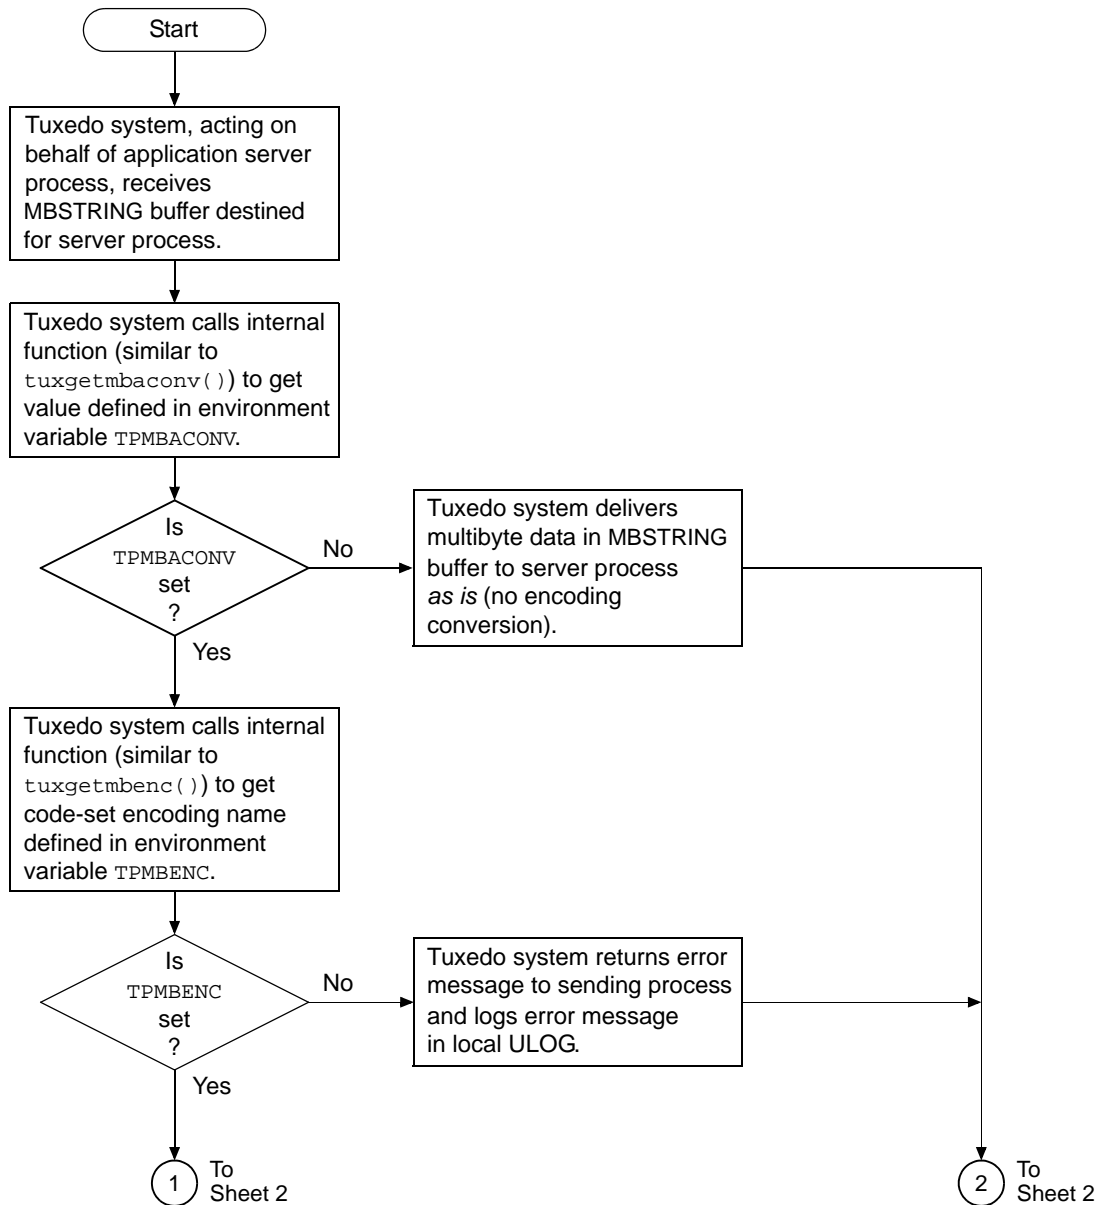 Start
Tuxedo system, acting on
behalf of application server
process, receives
MBSTRING buffer destined
for server process.
Tuxedo system calls internal
function (similar to
tuxgetmbaconv()) to get
value defined in environment
variable TPMBACONV.
Is
TPMBACONV
set
?
No
Tuxedo system delivers
multibyte data in MBSTRING
buffer to server process
as is (no encoding
conversion).
Yes
Tuxedo system calls internal
function (similar to
tuxgetmbenc()) to get
code-set encoding name
defined in environment
variable TPMBENC.
Is
TPMBENC
set
?
No
Tuxedo system returns error
message to sending process
and logs error message
in local ULOG.
Yes
1
To
Sheet 2
2
To
Sheet 2